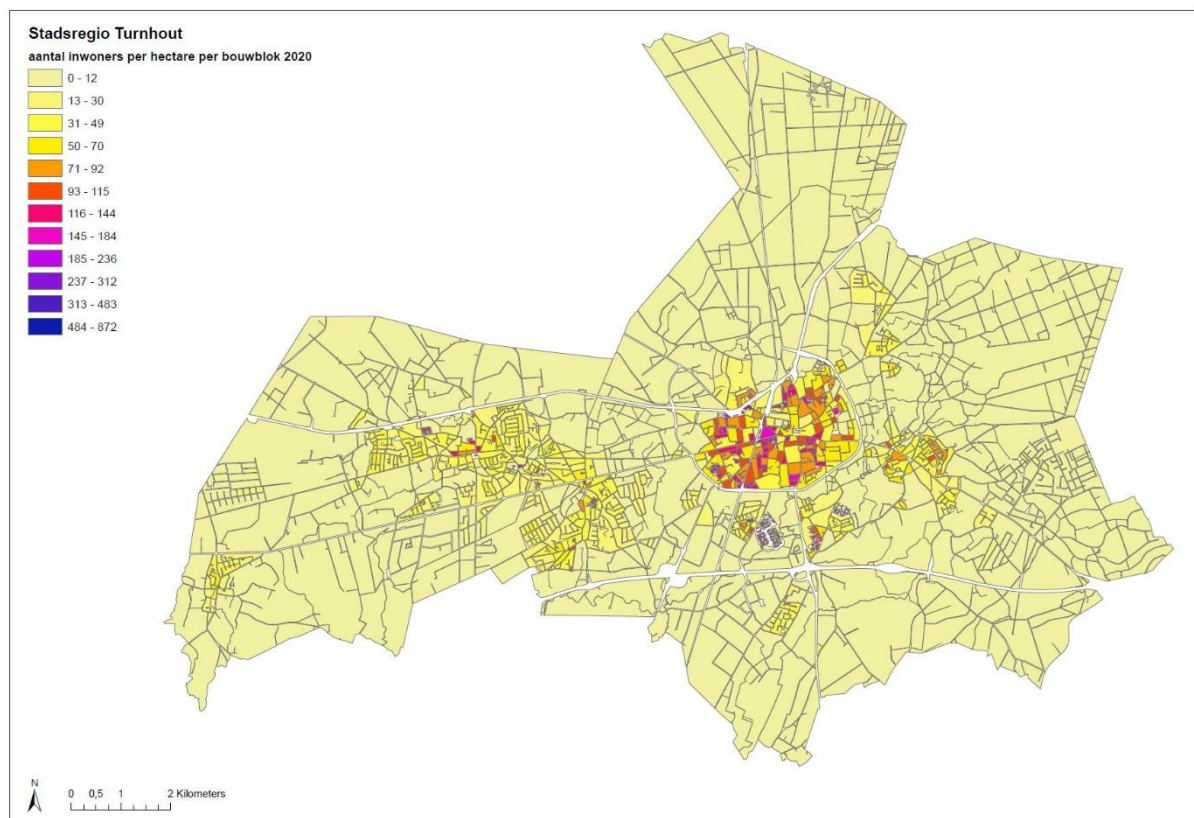 Stadsregio Turnhout
aantal inwoners per hectare per bouwblok 2020
0 - 12
13 - 30
31 - 49
50 - 70
71 - 92
93 - 115
116 - 144
145 - 184
185 - 236
237 - 312
313 - 483
484 - 872
N
0 0,5 1 2 Kilometers